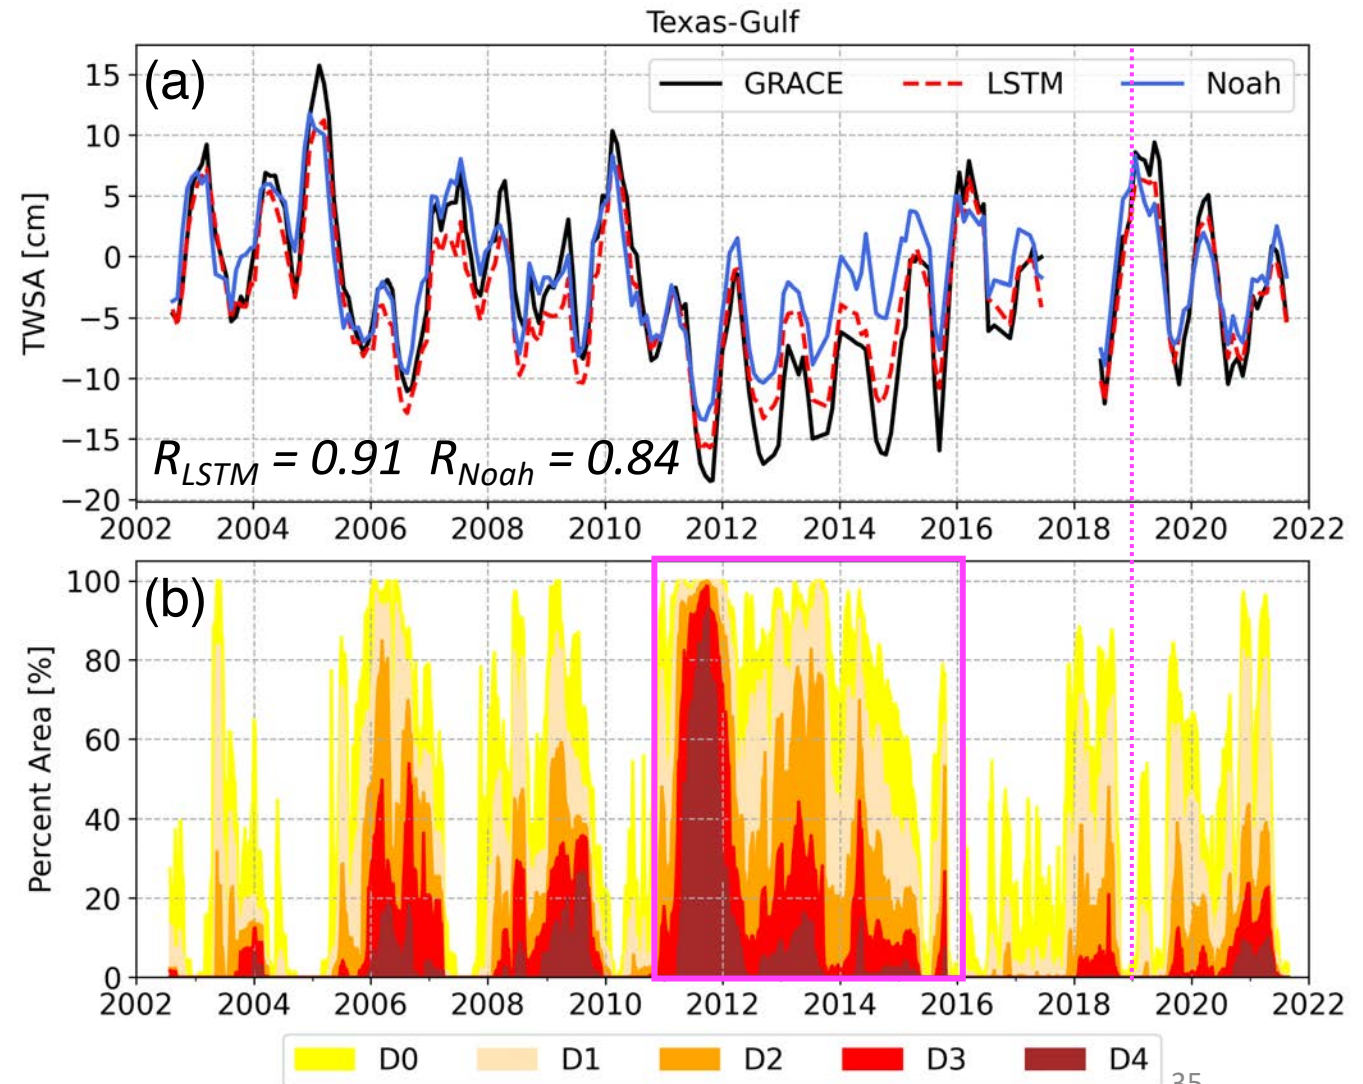 Texas-Gulf
(a)
GRACE LSTM Noah
TWSA [cm]
15
10
5
0
−5
−10
−15
−20
R_LSTM = 0.91 R_Noah = 0.84
2002 2004 2006 2008 2010 2012 2014 2016 2018 2020 2022
(b)
Percent Area [%]
100
80
60
40
20
0
2002 2004 2006 2008 2010 2012 2014 2016 2018 2020 2022
D0 D1 D2 D3 D4
35